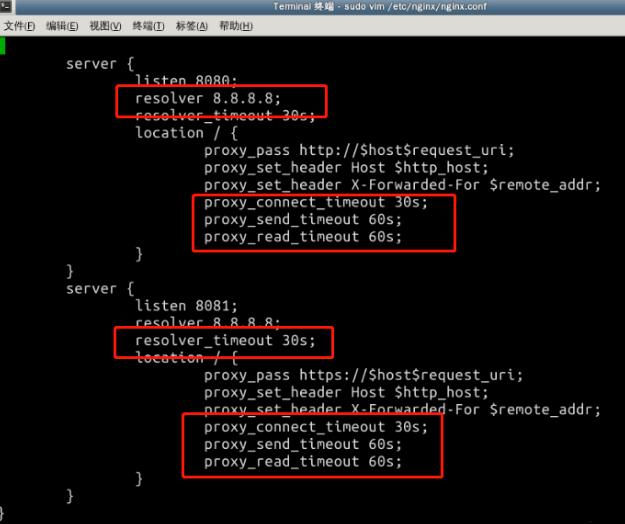 Terminal 终端 - sudo vim /etc/nginx/nginx.conf
文件(F) 编辑(E) 视图(V) 终端(T) 标签(A) 帮助(H)
server {
listen 8080;
resolver 8.8.8.8;
resolver_timeout 30s;
location / {
proxy_pass http://$host$request_uri;
proxy_set_header Host $http_host;
proxy_set_header X-Forwarded-For $remote_addr;
proxy_connect_timeout 30s;
proxy_send_timeout 60s;
proxy_read_timeout 60s;
}
}
server {
listen 8081;
resolver 8.8.8.8;
resolver_timeout 30s;
location / {
proxy_pass https://$host$request_uri;
proxy_set_header Host $http_host;
proxy_set_header X-Forwarded-For $remote_addr;
proxy_connect_timeout 30s;
proxy_send_timeout 60s;
proxy_read_timeout 60s;
}
}
}